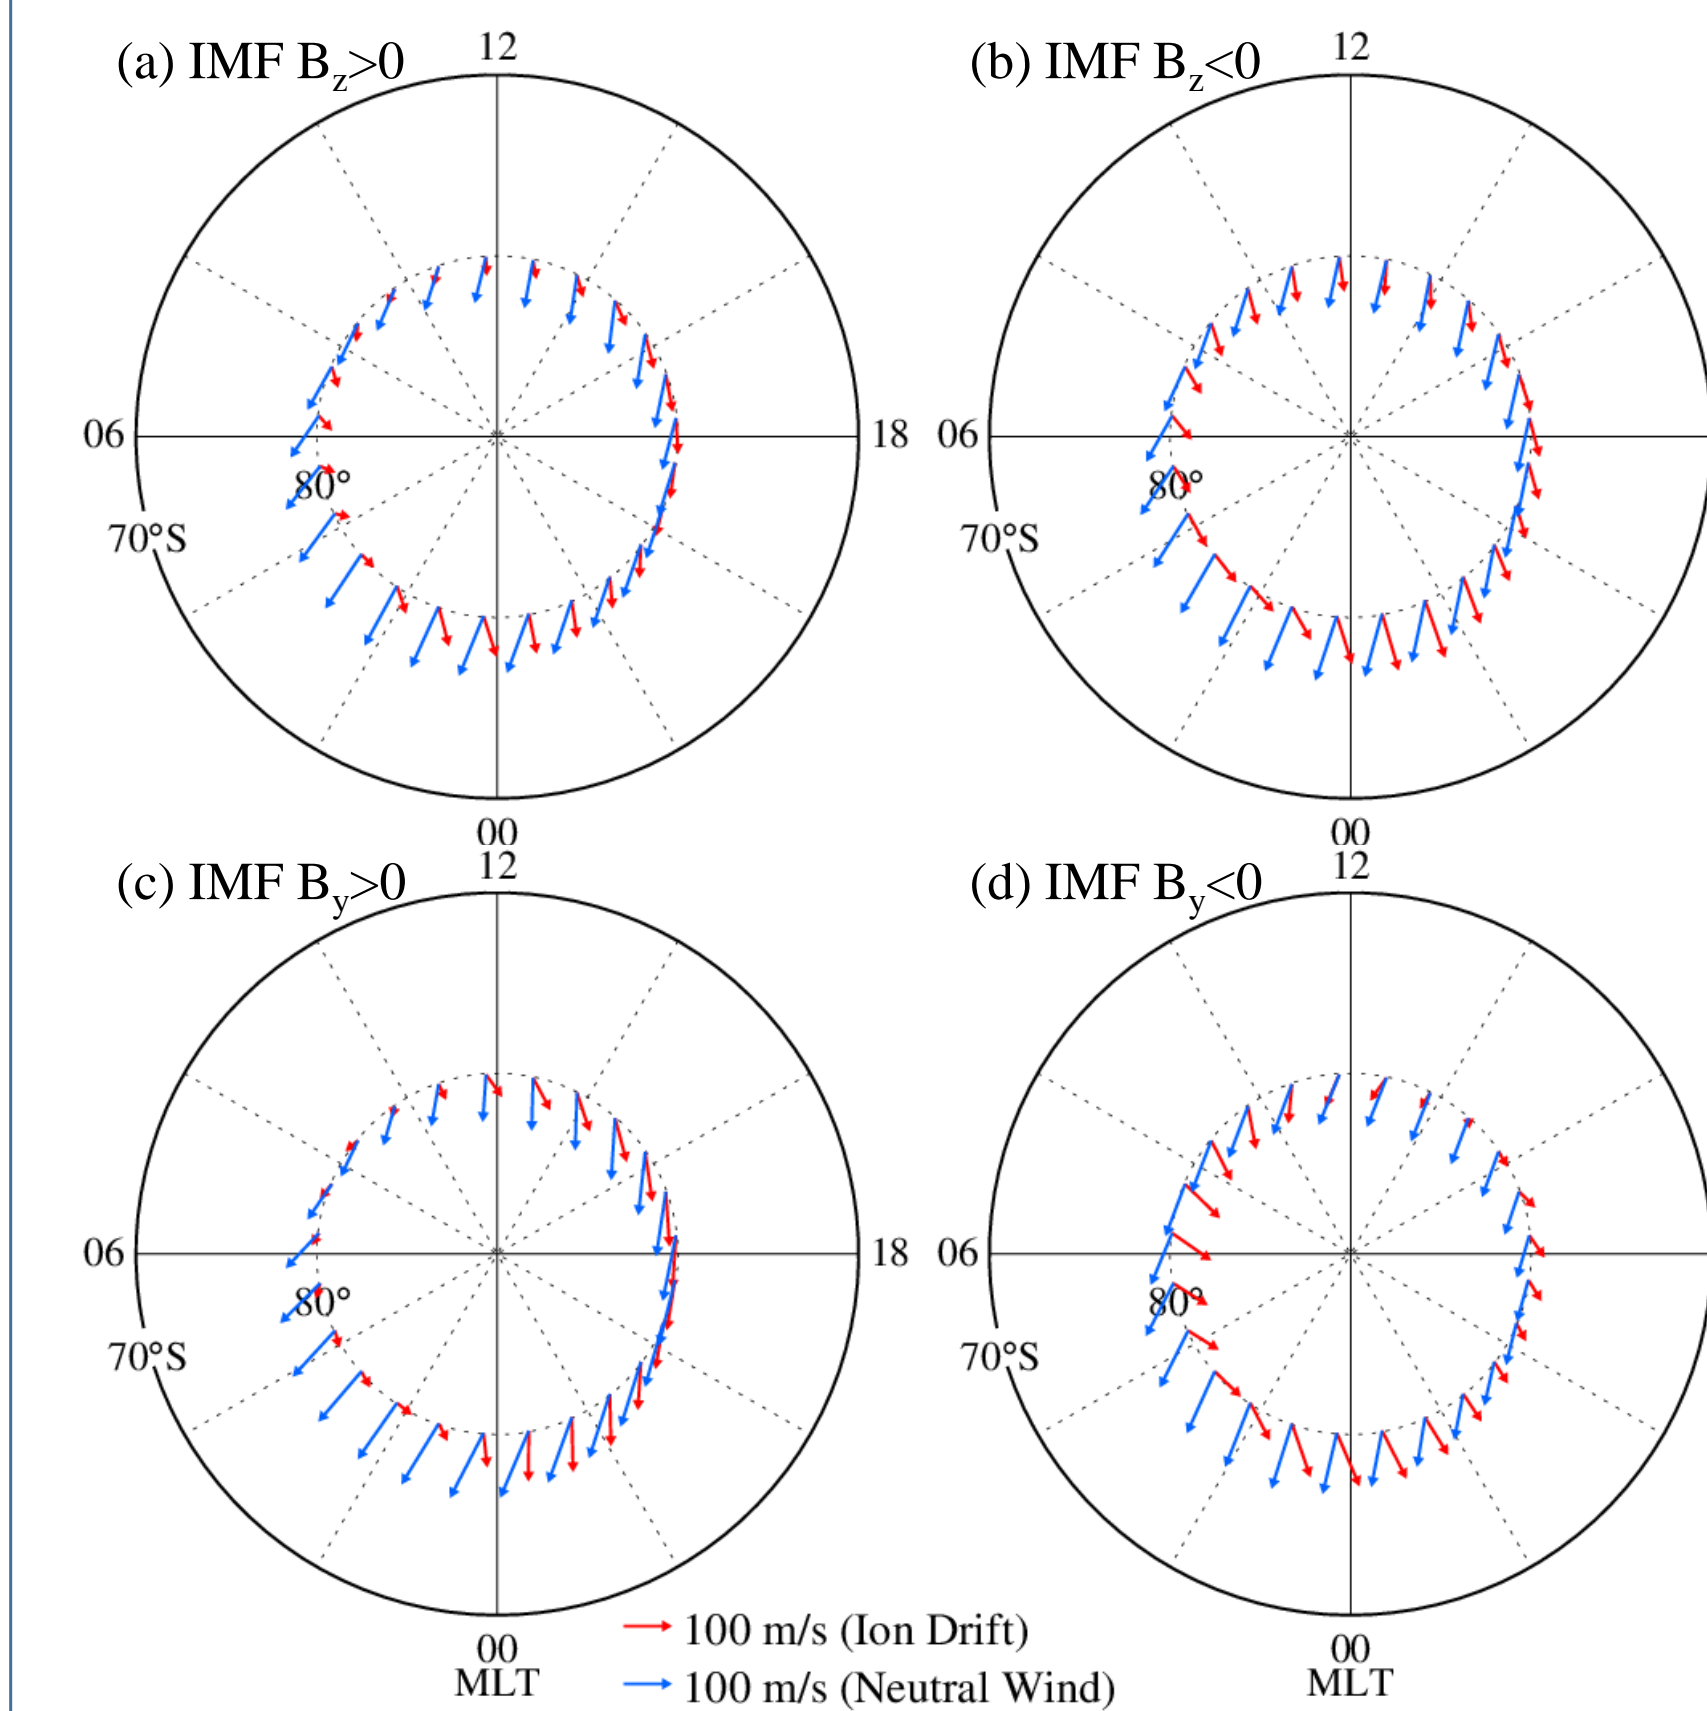 (a) IMF Bz>0
12
06
18
80°
70°S
00
(b) IMF Bz<0
12
06
80°
70°S
00
(c) IMF By>0
12
06
18
80°
70°S
00
MLT
(d) IMF By<0
12
06
80°
70°S
00
MLT
100 m/s (Ion Drift)
100 m/s (Neutral Wind)